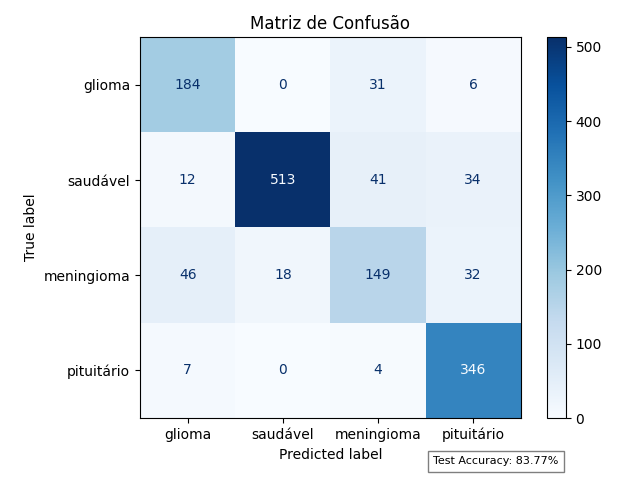 Matriz de Confusão
True label
glioma 184 0 31 6
saudável 12 513 41 34
meningioma 46 18 149 32
pituitário 7 0 4 346
glioma saudável meningioma pituitário
Predicted label
500
400
300
200
100
0
Test Accuracy: 83.77%